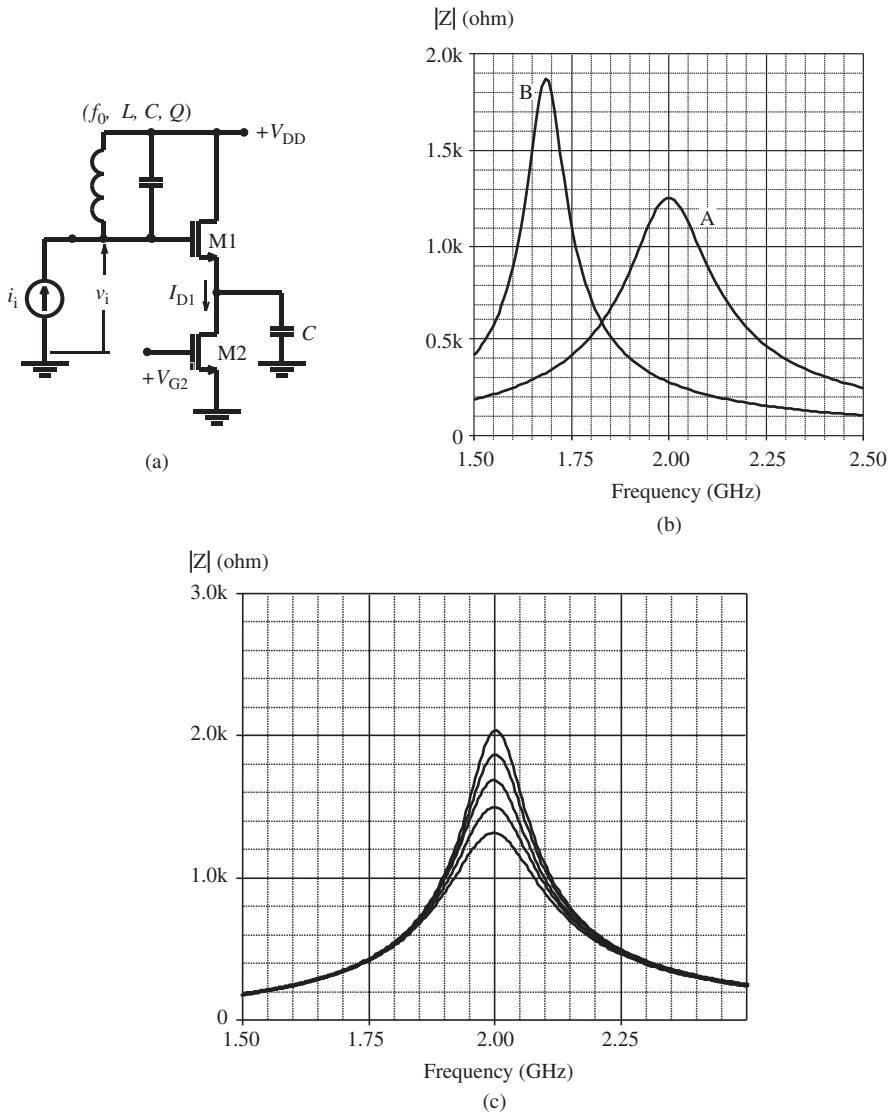 |Z| (ohm)
2.0k
1.5k
1.0k
0.5k
0
B
A
1.50
1.75
2.00
2.25
2.50
Frequency (GHz)
(b)
(f0, L, C, Q)
+VDD
M1
ii
vi
ID1
C
M2
+VG2
(a)
|Z| (ohm)
3.0k
2.0k
1.0k
0
1.50
1.75
2.00
2.25
Frequency (GHz)
(c)